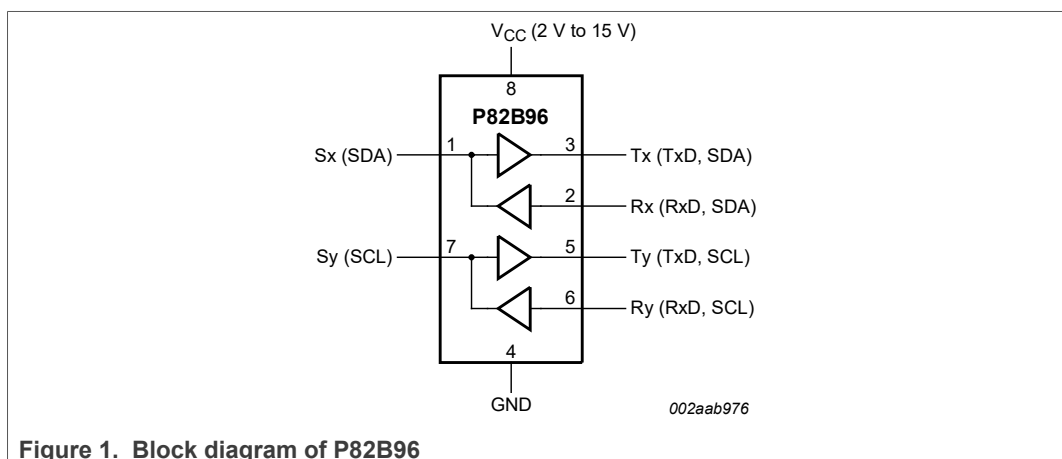 VCC (2 V to 15 V)
8
P82B96
Sx (SDA) 1 3 Tx (TxD, SDA)
2 Rx (RxD, SDA)
Sy (SCL) 7 5 Ty (TxD, SCL)
6 Ry (RxD, SCL)
4
GND
002aab976
Figure 1. Block diagram of P82B96